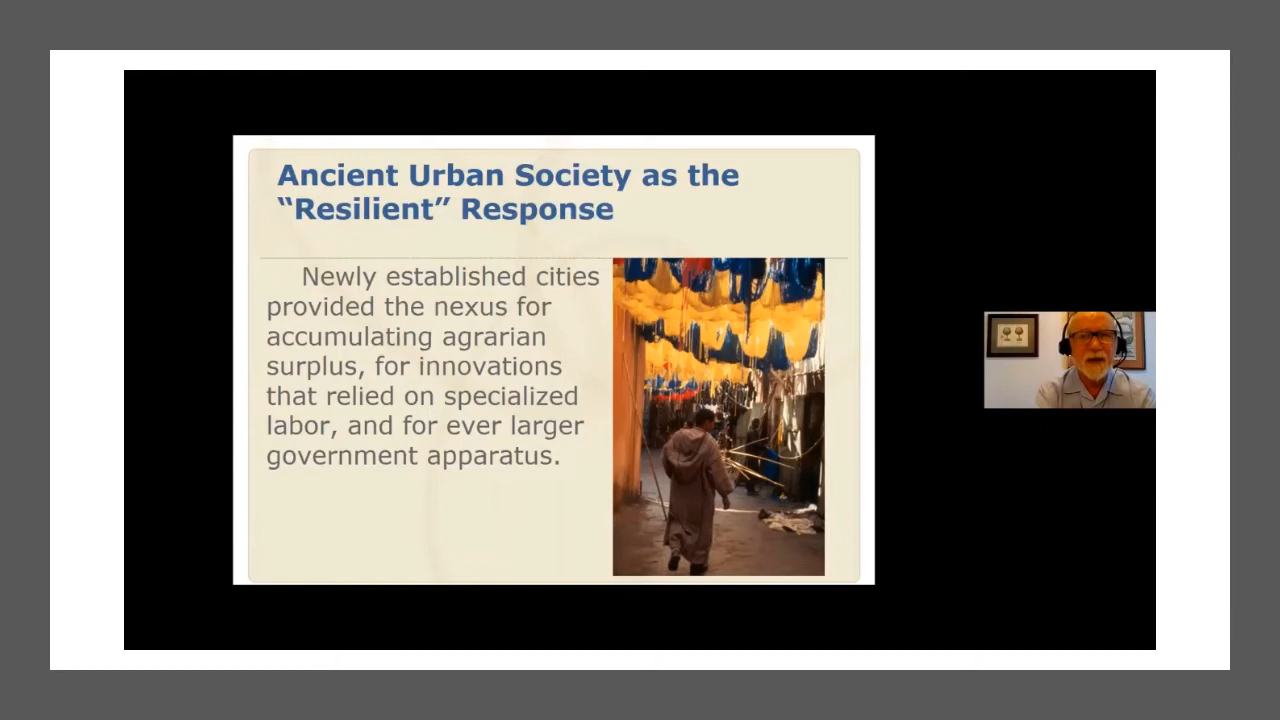 Ancient Urban Society as the
“Resilient” Response
Newly established cities
provided the nexus for
accumulating agrarian
surplus, for innovations
that relied on specialized
labor, and for ever larger
government apparatus.